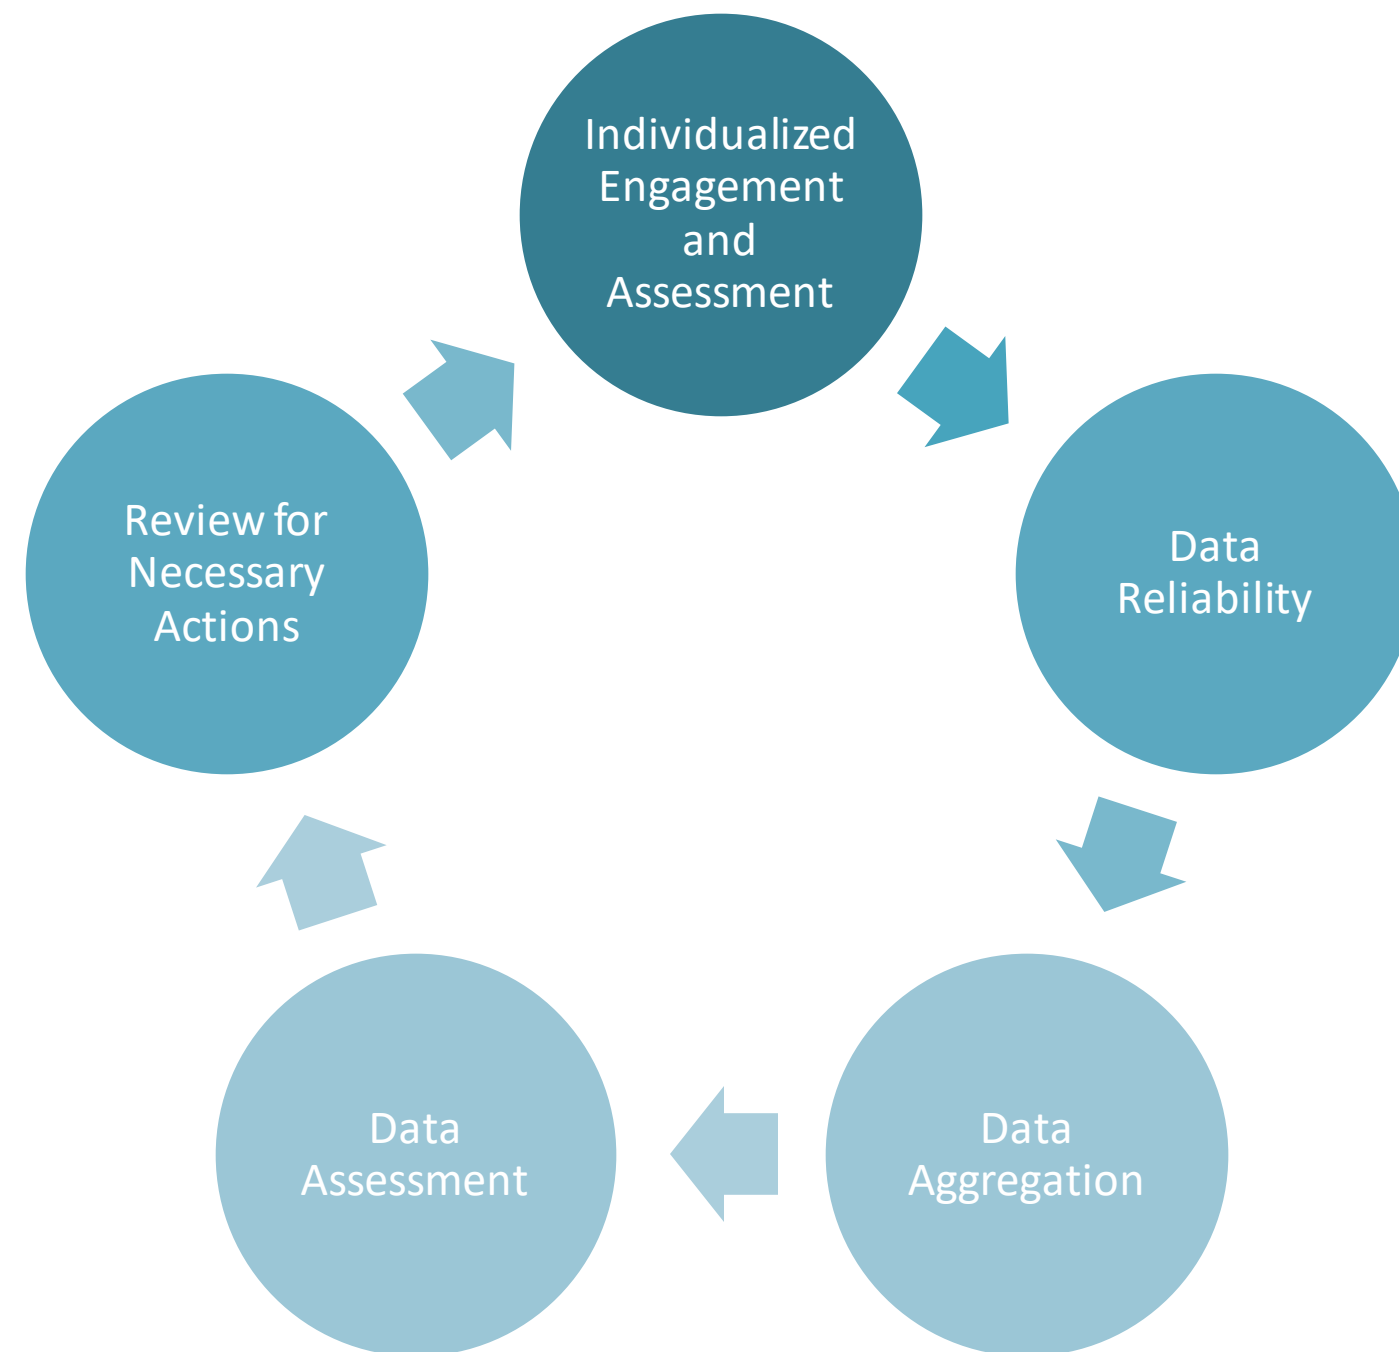 Individualized
Engagement
and
Assessment
Data
Reliability
Data
Aggregation
Data
Assessment
Review for
Necessary
Actions